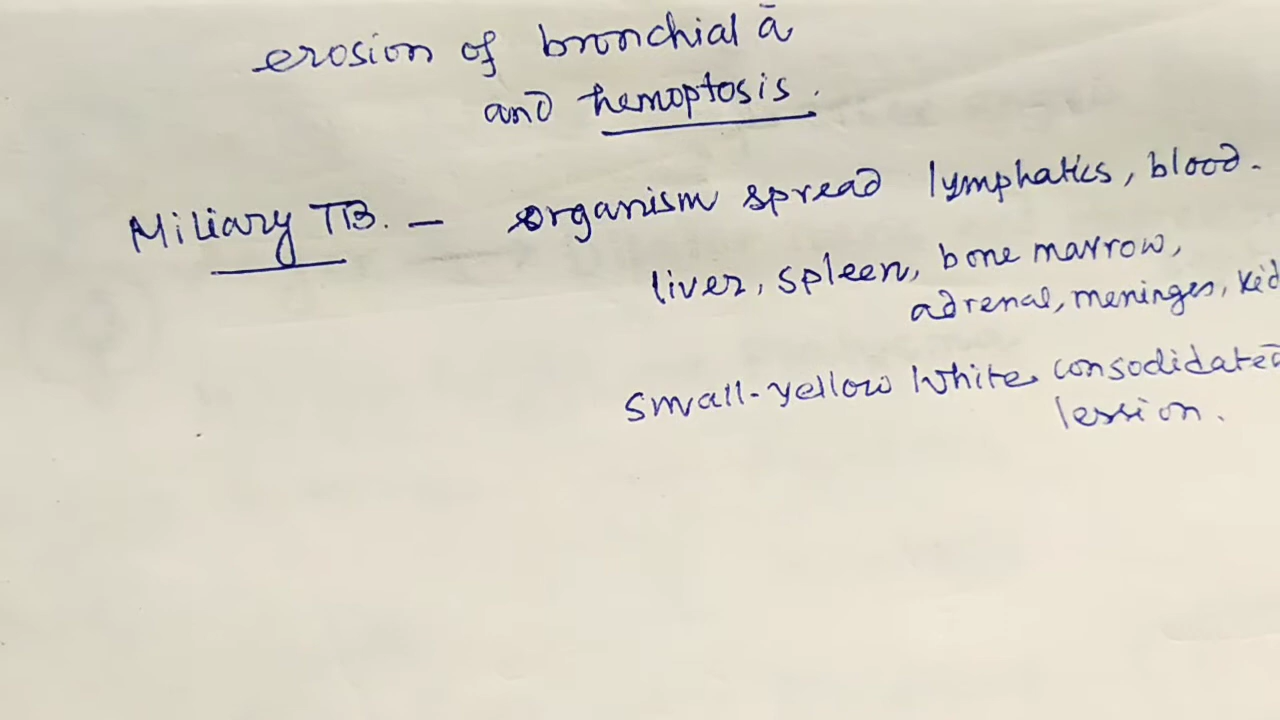 erosion of bronchial ā
and hemoptosis.
Miliary TB. - organism spread lymphatics, blood.
liver, spleen, bone marrow,
adrenal, meninges, kid
small-yellow white consodidated
lession.